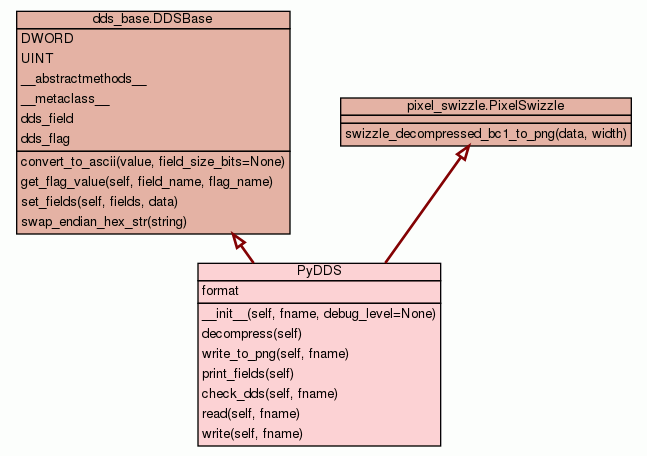 dds_base.DDSBase
DWORD
UINT
__abstractmethods__
__metaclass__
dds_field
dds_flag
convert_to_ascii(value, field_size_bits=None)
get_flag_value(self, field_name, flag_name)
set_fields(self, fields, data)
swap_endian_hex_str(string)
pixel_swizzle.PixelSwizzle
swizzle_decompressed_bc1_to_png(data, width)
PyDDS
format
__init__(self, fname, debug_level=None)
decompress(self)
write_to_png(self, fname)
print_fields(self)
check_dds(self, fname)
read(self, fname)
write(self, fname)